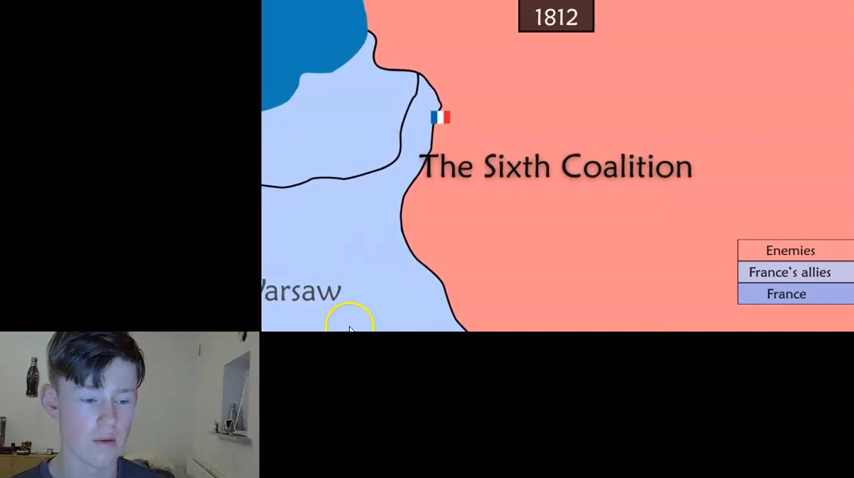 1812
The Sixth Coalition
Enemies
France's allies
France
arsaw